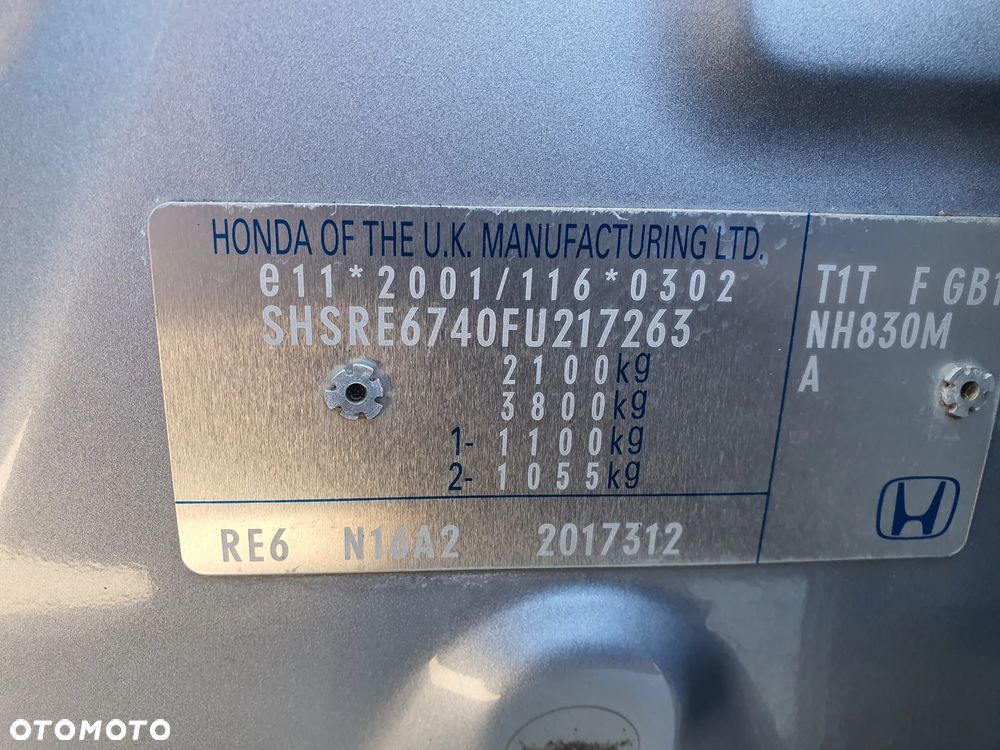 HONDA OF THE U.K. MANUFACTURING LTD.
e11*2001/116*0302
SHSRE6740FU217263
2100kg
3800kg
1- 1100kg
2- 1055kg
RE6 N16A2 2017312
T1T F GBT
NH830M
A
OTOMOTO